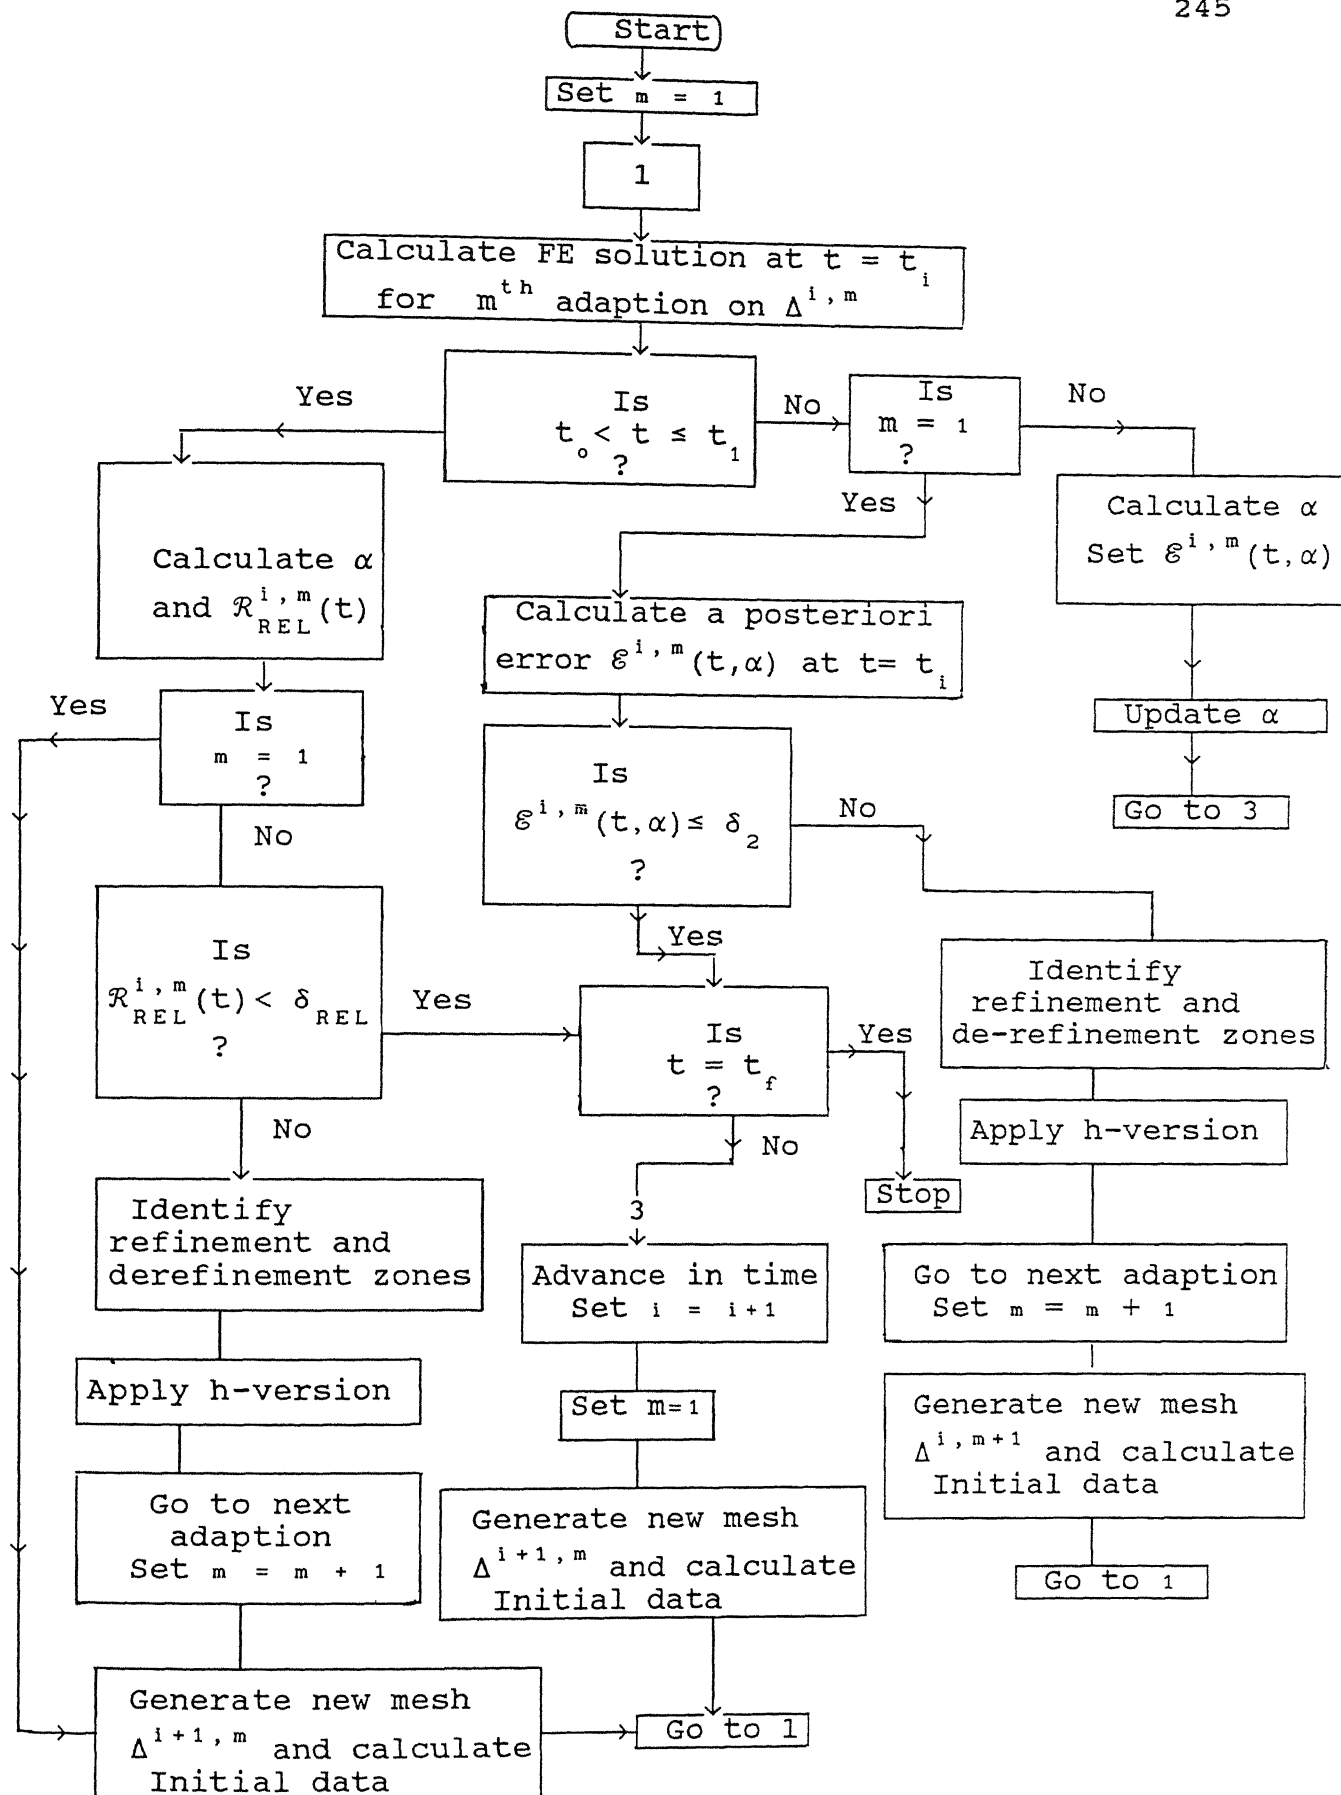 245
Start
Set m = 1
1
Calculate FE solution at t = t_i
for m^th adaption on Δ^i,m
Yes
Is
t_o < t ≤ t_1
?
No
Is
m = 1
?
No
Yes
Calculate α
Set ℰ^i,m(t,α)
Calculate α
and ℛ_REL^i,m(t)
Calculate a posteriori
error ℰ^i,m(t,α) at t= t_i
Update α
Go to 3
Yes
Is
m = 1
?
No
Is
ℰ^i,m(t,α)≤ δ_2
?
No
Yes
Is
ℛ_REL^i,m(t)< δ_REL
?
Yes
No
Is
t = t_f
?
Yes
No
Stop
Identify
refinement and
de-refinement zones
Apply h-version
Go to next adaption
Set m = m + 1
Generate new mesh
Δ^i,m+1 and calculate
Initial data
Go to 1
Identify
refinement and
derefinement zones
Apply h-version
Go to next
adaption
Set m = m + 1
Generate new mesh
Δ^i+1,m and calculate
Initial data
3
Advance in time
Set i = i+1
Set m=1
Generate new mesh
Δ^i+1,m and calculate
Initial data
Go to 1